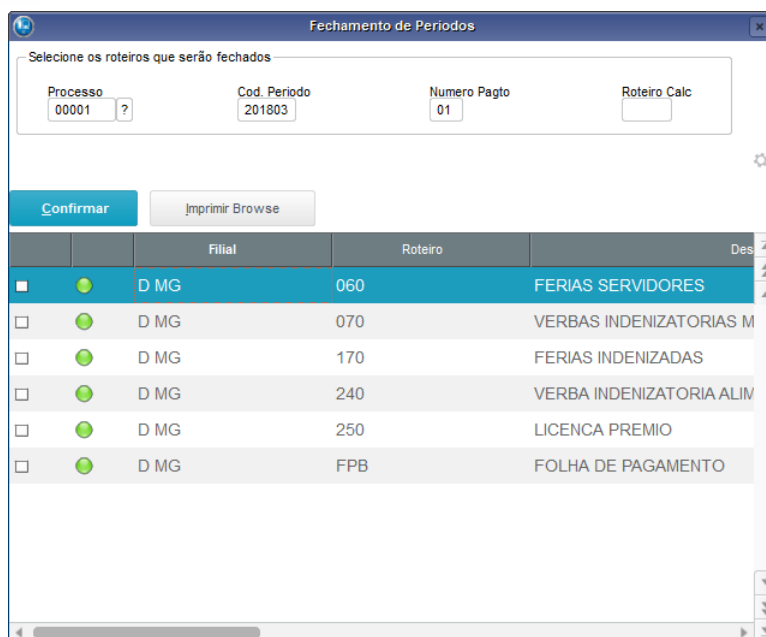 Fechamento de Periodos
Selecione os roteiros que serão fechados
Processo Cod. Periodo Numero Pagto Roteiro Calc
00001 ? 201803 01
Confirmar Imprimir Browse
Filial Roteiro Des
D MG 060 FERIAS SERVIDORES
D MG 070 VERBAS INDENIZATORIAS M
D MG 170 FERIAS INDENIZADAS
D MG 240 VERBA INDENIZATORIA ALIM
D MG 250 LICENCA PREMIO
D MG FPB FOLHA DE PAGAMENTO